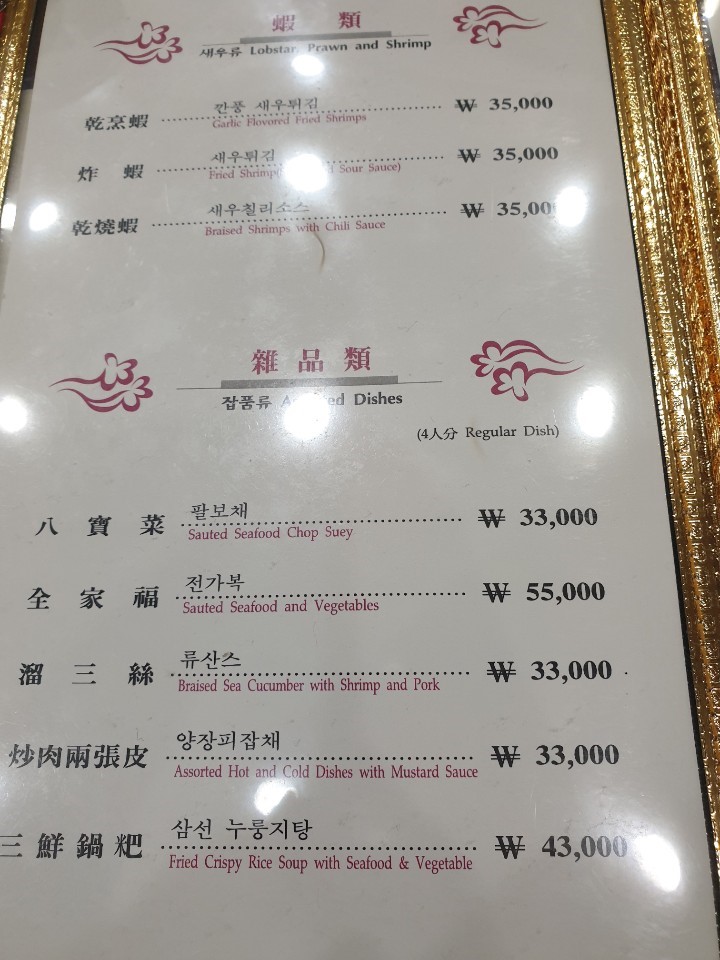 蝦 類
새우류 Lobstar, Prawn and Shrimp
乾烹蝦 깐풍 새우튀김 ₩ 35,000
Garlic Flovored Fried Shrimps
炸 蝦 새우튀김 ₩ 35,000
Fried Shrimp( Sour Sauce)
乾燒蝦 새우칠리소스 ₩ 35,00
Braised Shrimps with Chili Sauce
雜 品 類
잡품류 Dishes
(4人分 Regular Dish)
八 寶 菜 팔보채 ₩ 33,000
Sauted Seafood Chop Suey
全 家 福 전가복 ₩ 55,000
Sauted Seafood and Vegetables
溜 三 絲 류산츠 ₩ 33,000
Braised Sea Cucumber with Shrimp and Pork
炒肉兩張皮 양장피잡채 ₩ 33,000
Assorted Hot and Cold Dishes with Mustard Sauce
三鮮鍋粑 삼선 누룽지탕 ₩ 43,000
Fried Crispy Rice Soup with Seafood & Vegetable